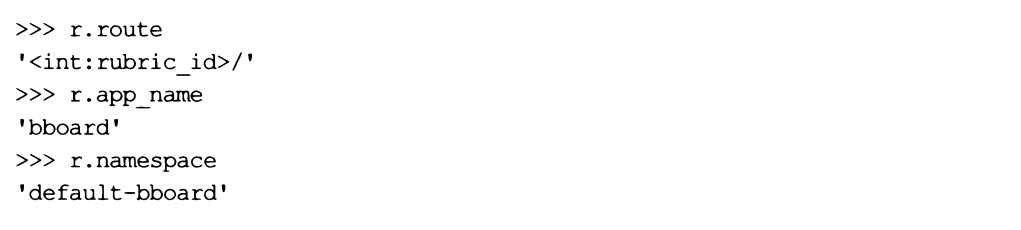 >>> r.route
'<int:rubric_id>/'
>>> r.app_name
'bboard'
>>> r.namespace
'default-bboard'